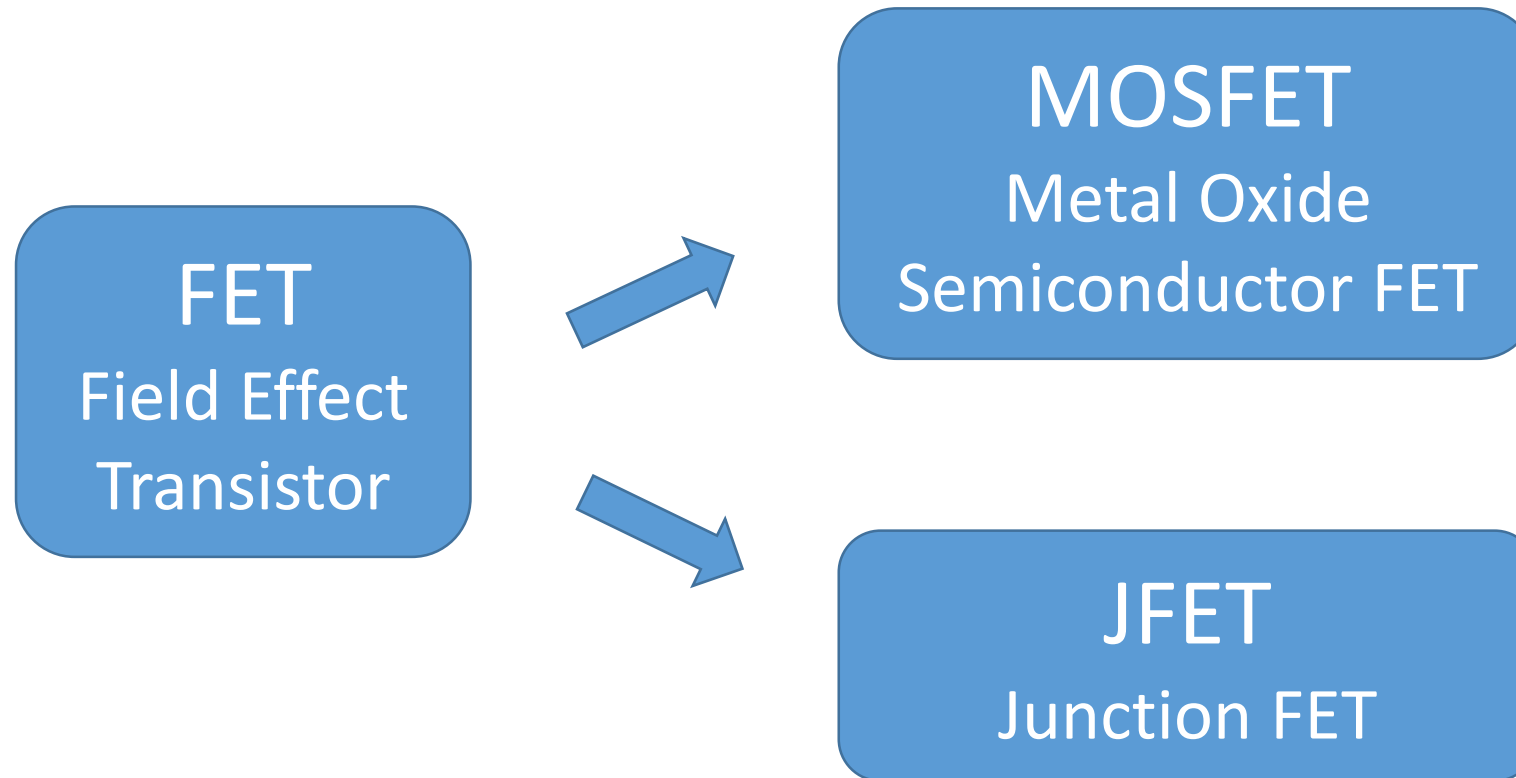 FET
Field Effect
Transistor
MOSFET
Metal Oxide
Semiconductor FET
JFET
Junction FET